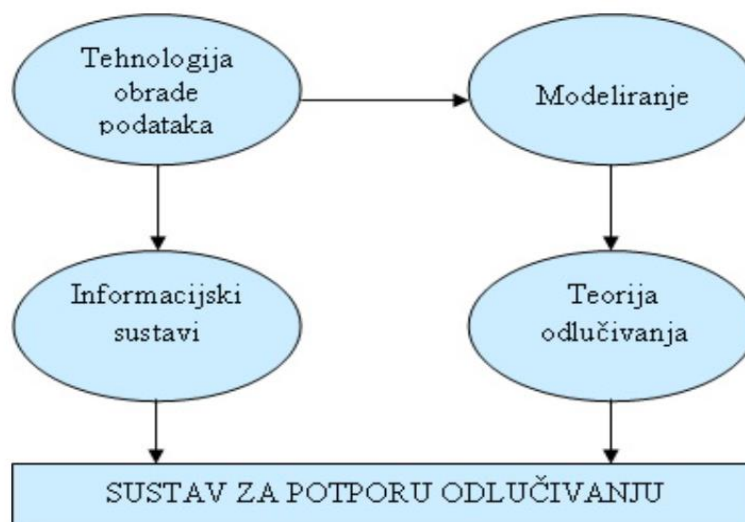 Tehnologija
obrade
podataka
Modeliranje
Informacijski
sustavi
Teorija
odlučivanja
SUSTAV ZA POTPORU ODLUČIVANJU